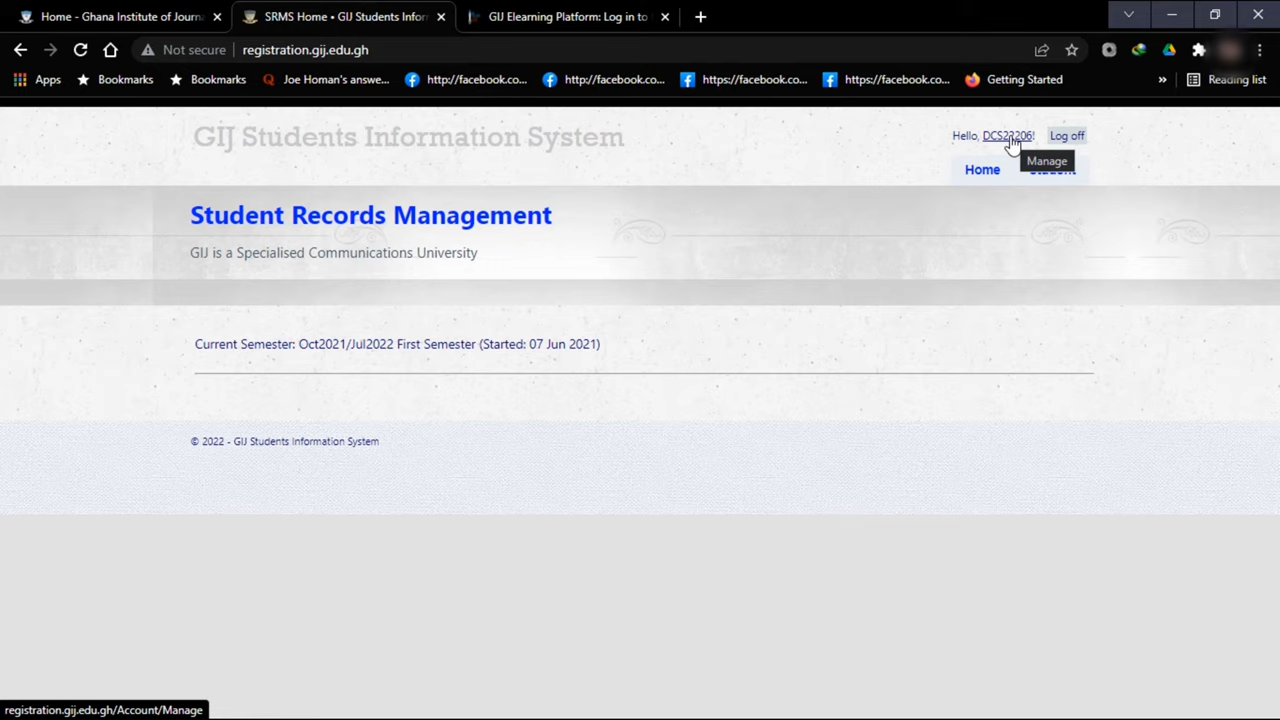 Home - Ghana Institute of Journa
SRMS Home • GIJ Students Infor
GIJ Elearning Platform: Log in to
Not secure
registration.gij.edu.gh
Apps
Bookmarks
Bookmarks
Joe Homan's answe...
http://facebook.co...
http://facebook.co...
https://facebook.co...
https://facebook.co...
Getting Started
»
Reading list
GIJ Students Information System
Hello, DCS22206!
Log off
Manage
Home
Student
Student Records Management
GIJ is a Specialised Communications University
Current Semester: Oct2021/Jul2022 First Semester (Started: 07 Jun 2021)
© 2022 - GIJ Students Information System
registration.gij.edu.gh/Account/Manage